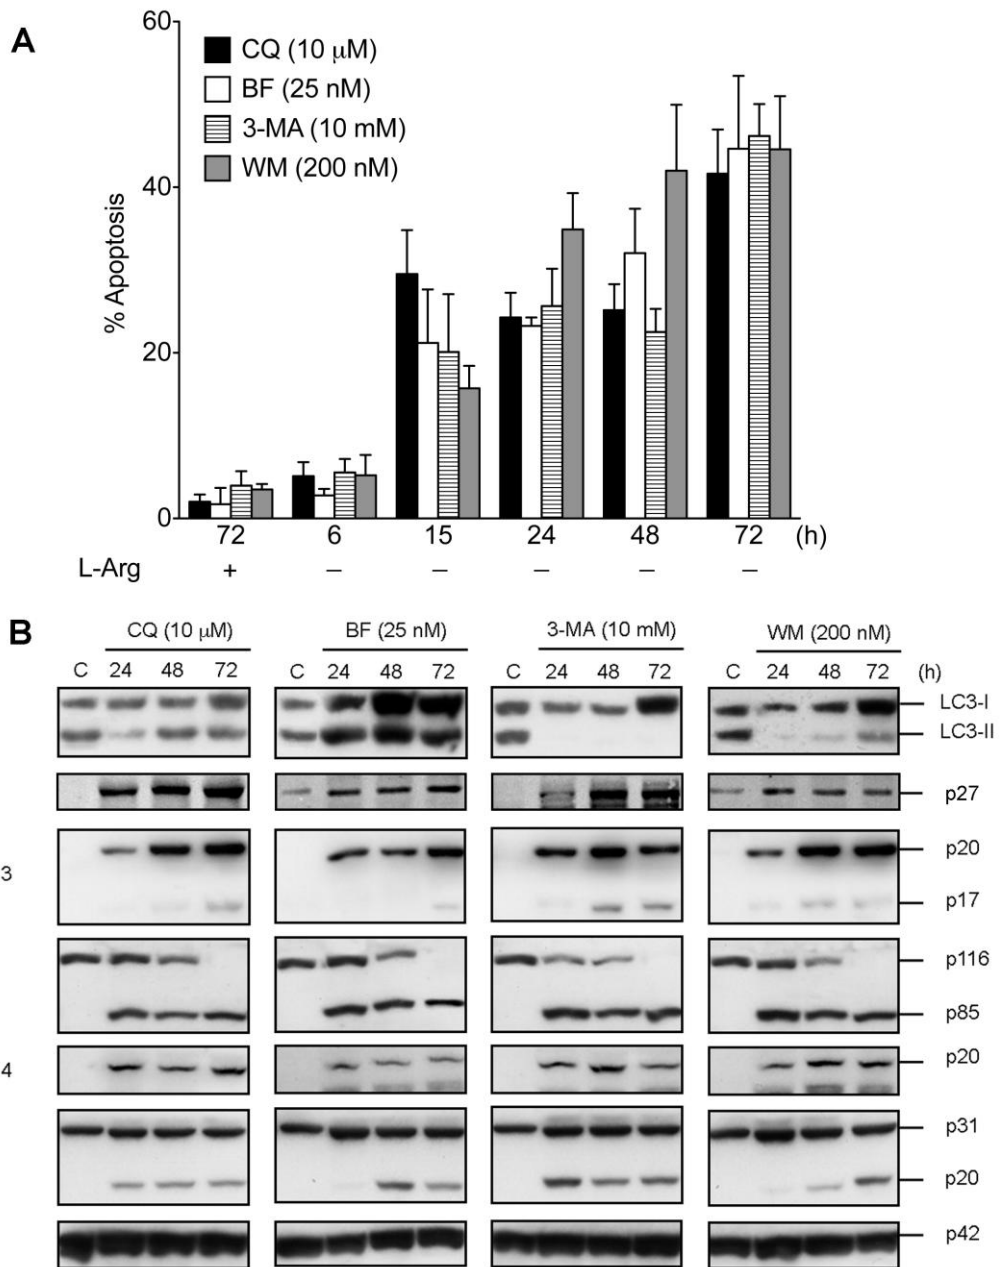 A
60
CQ (10 μM)
BF (25 nM)
3-MA (10 mM)
WM (200 nM)
40
% Apoptosis
20
0
72 6 15 24 48 72 (h)
L-Arg + – – – – –
B
CQ (10 μM) BF (25 nM) 3-MA (10 mM) WM (200 nM)
C 24 48 72 C 24 48 72 C 24 48 72 C 24 48 72 (h)
LC3-I
LC3-II
p27
3 p20
p17
p116
p85
4 p20
p31
p20
p42